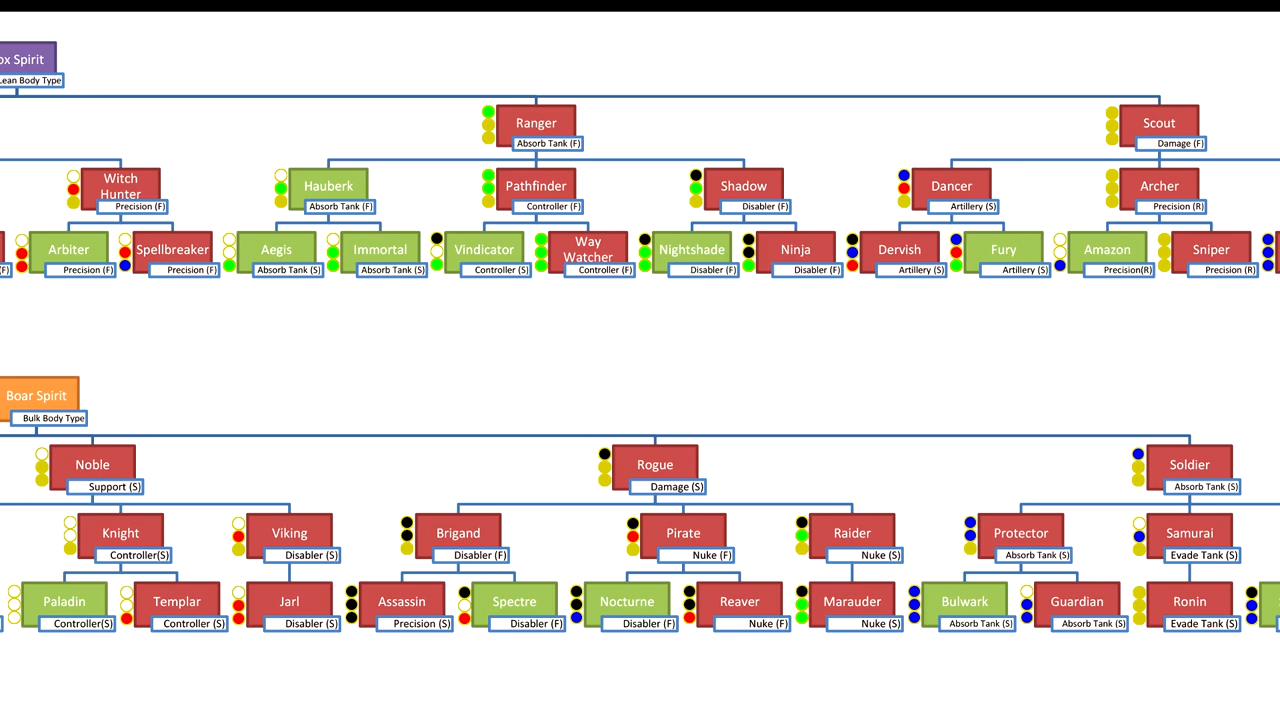 ox Spirit
Lean Body Type
Ranger
Absorb Tank (F)
Scout
Damage (F)
Witch
Hunter
Precision (F)
Hauberk
Absorb Tank (F)
Pathfinder
Controller (F)
Shadow
Disabler (F)
Dancer
Artillery (S)
Archer
Precision (R)
(F)
Arbiter
Precision (F)
Spellbreaker
Precision (F)
Aegis
Absorb Tank (S)
Immortal
Absorb Tank (S)
Vindicator
Controller (S)
Way
Watcher
Controller (F)
Nightshade
Disabler (F)
Ninja
Disabler (F)
Dervish
Artillery (S)
Fury
Artillery (S)
Amazon
Precision(R)
Sniper
Precision (R)
Boar Spirit
Bulk Body Type
Noble
Support (S)
Rogue
Damage (S)
Soldier
Absorb Tank (S)
Knight
Controller(S)
Viking
Disabler (S)
Brigand
Disabler (F)
Pirate
Nuke (F)
Raider
Nuke (S)
Protector
Absorb Tank (S)
Samurai
Evade Tank (S)
Paladin
Controller(S)
Templar
Controller (S)
Jarl
Disabler (S)
Assassin
Precision (S)
Spectre
Disabler (F)
Nocturne
Disabler (F)
Reaver
Nuke (F)
Marauder
Nuke (S)
Bulwark
Absorb Tank (S)
Guardian
Absorb Tank (S)
Ronin
Evade Tank (S)